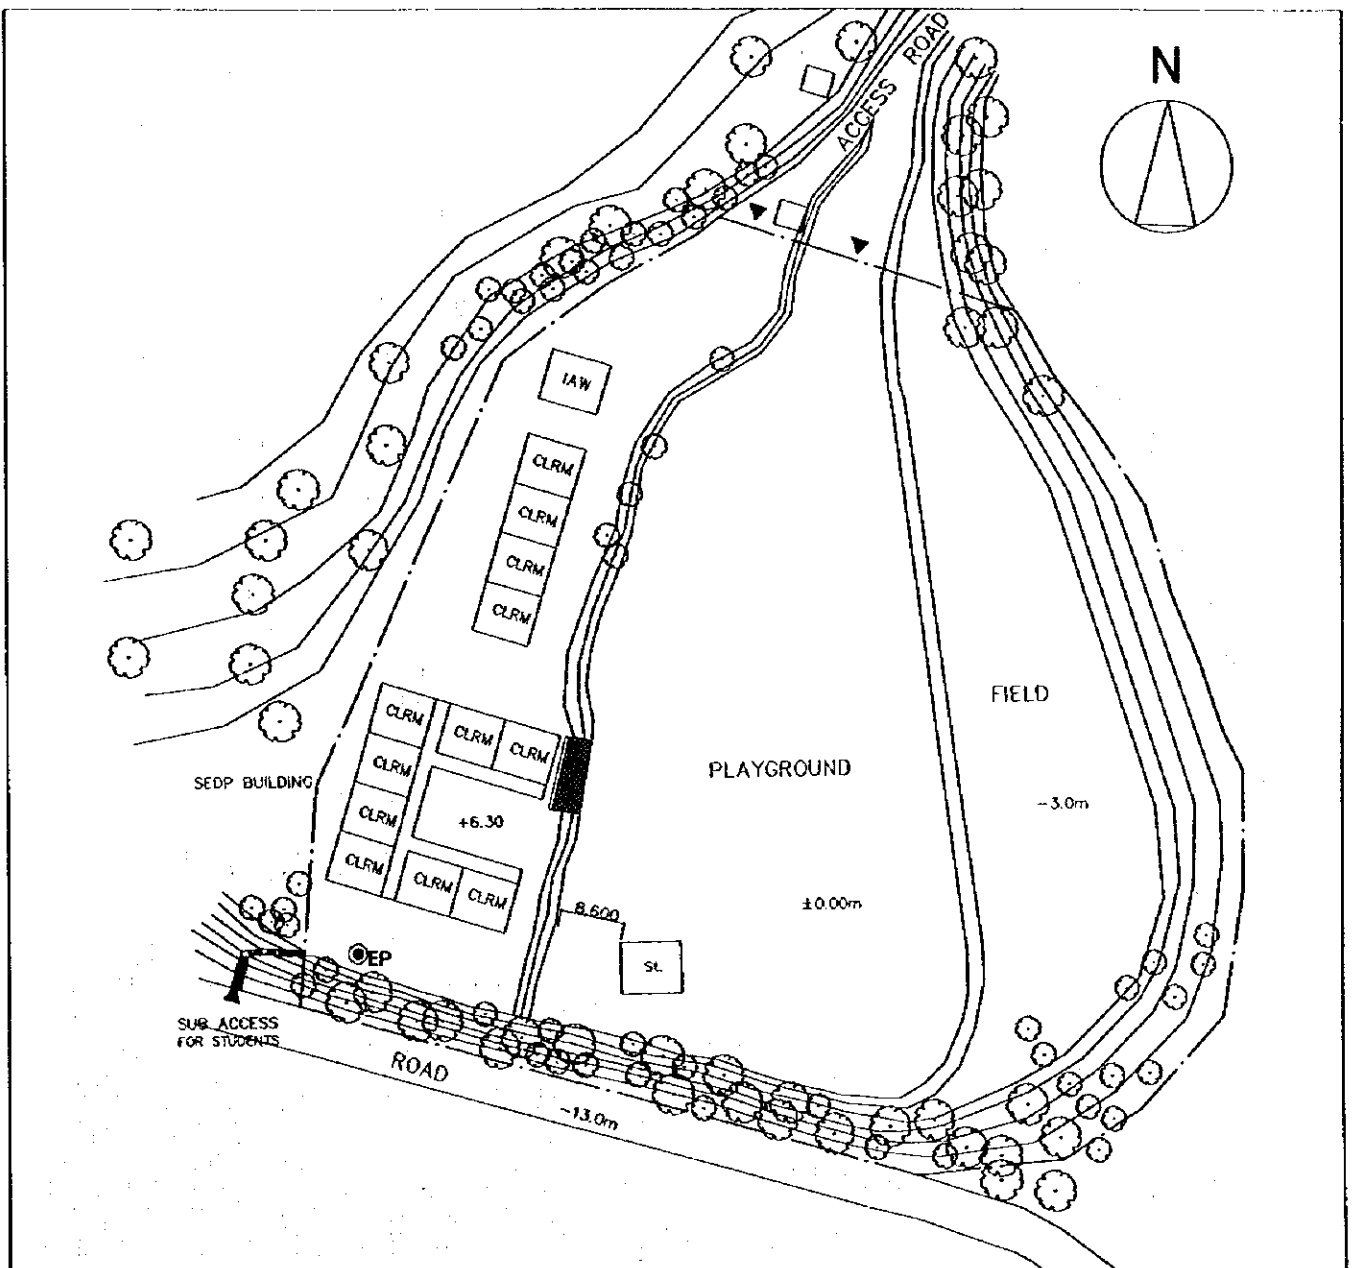 N
ACCESS ROAD
IAW
CLRM
CLRM
CLRM
CLRM
FIELD
CLRM
CLRM
CLRM
PLAYGROUND
CLRM
SEDP BUILDING
-3.0m
CLRM
+6.30
CLRM
CLRM
CLRM
±0.00m
8.600
EP
St.
SUB ACCESS
FOR STUDENTS
ROAD
-13.0m